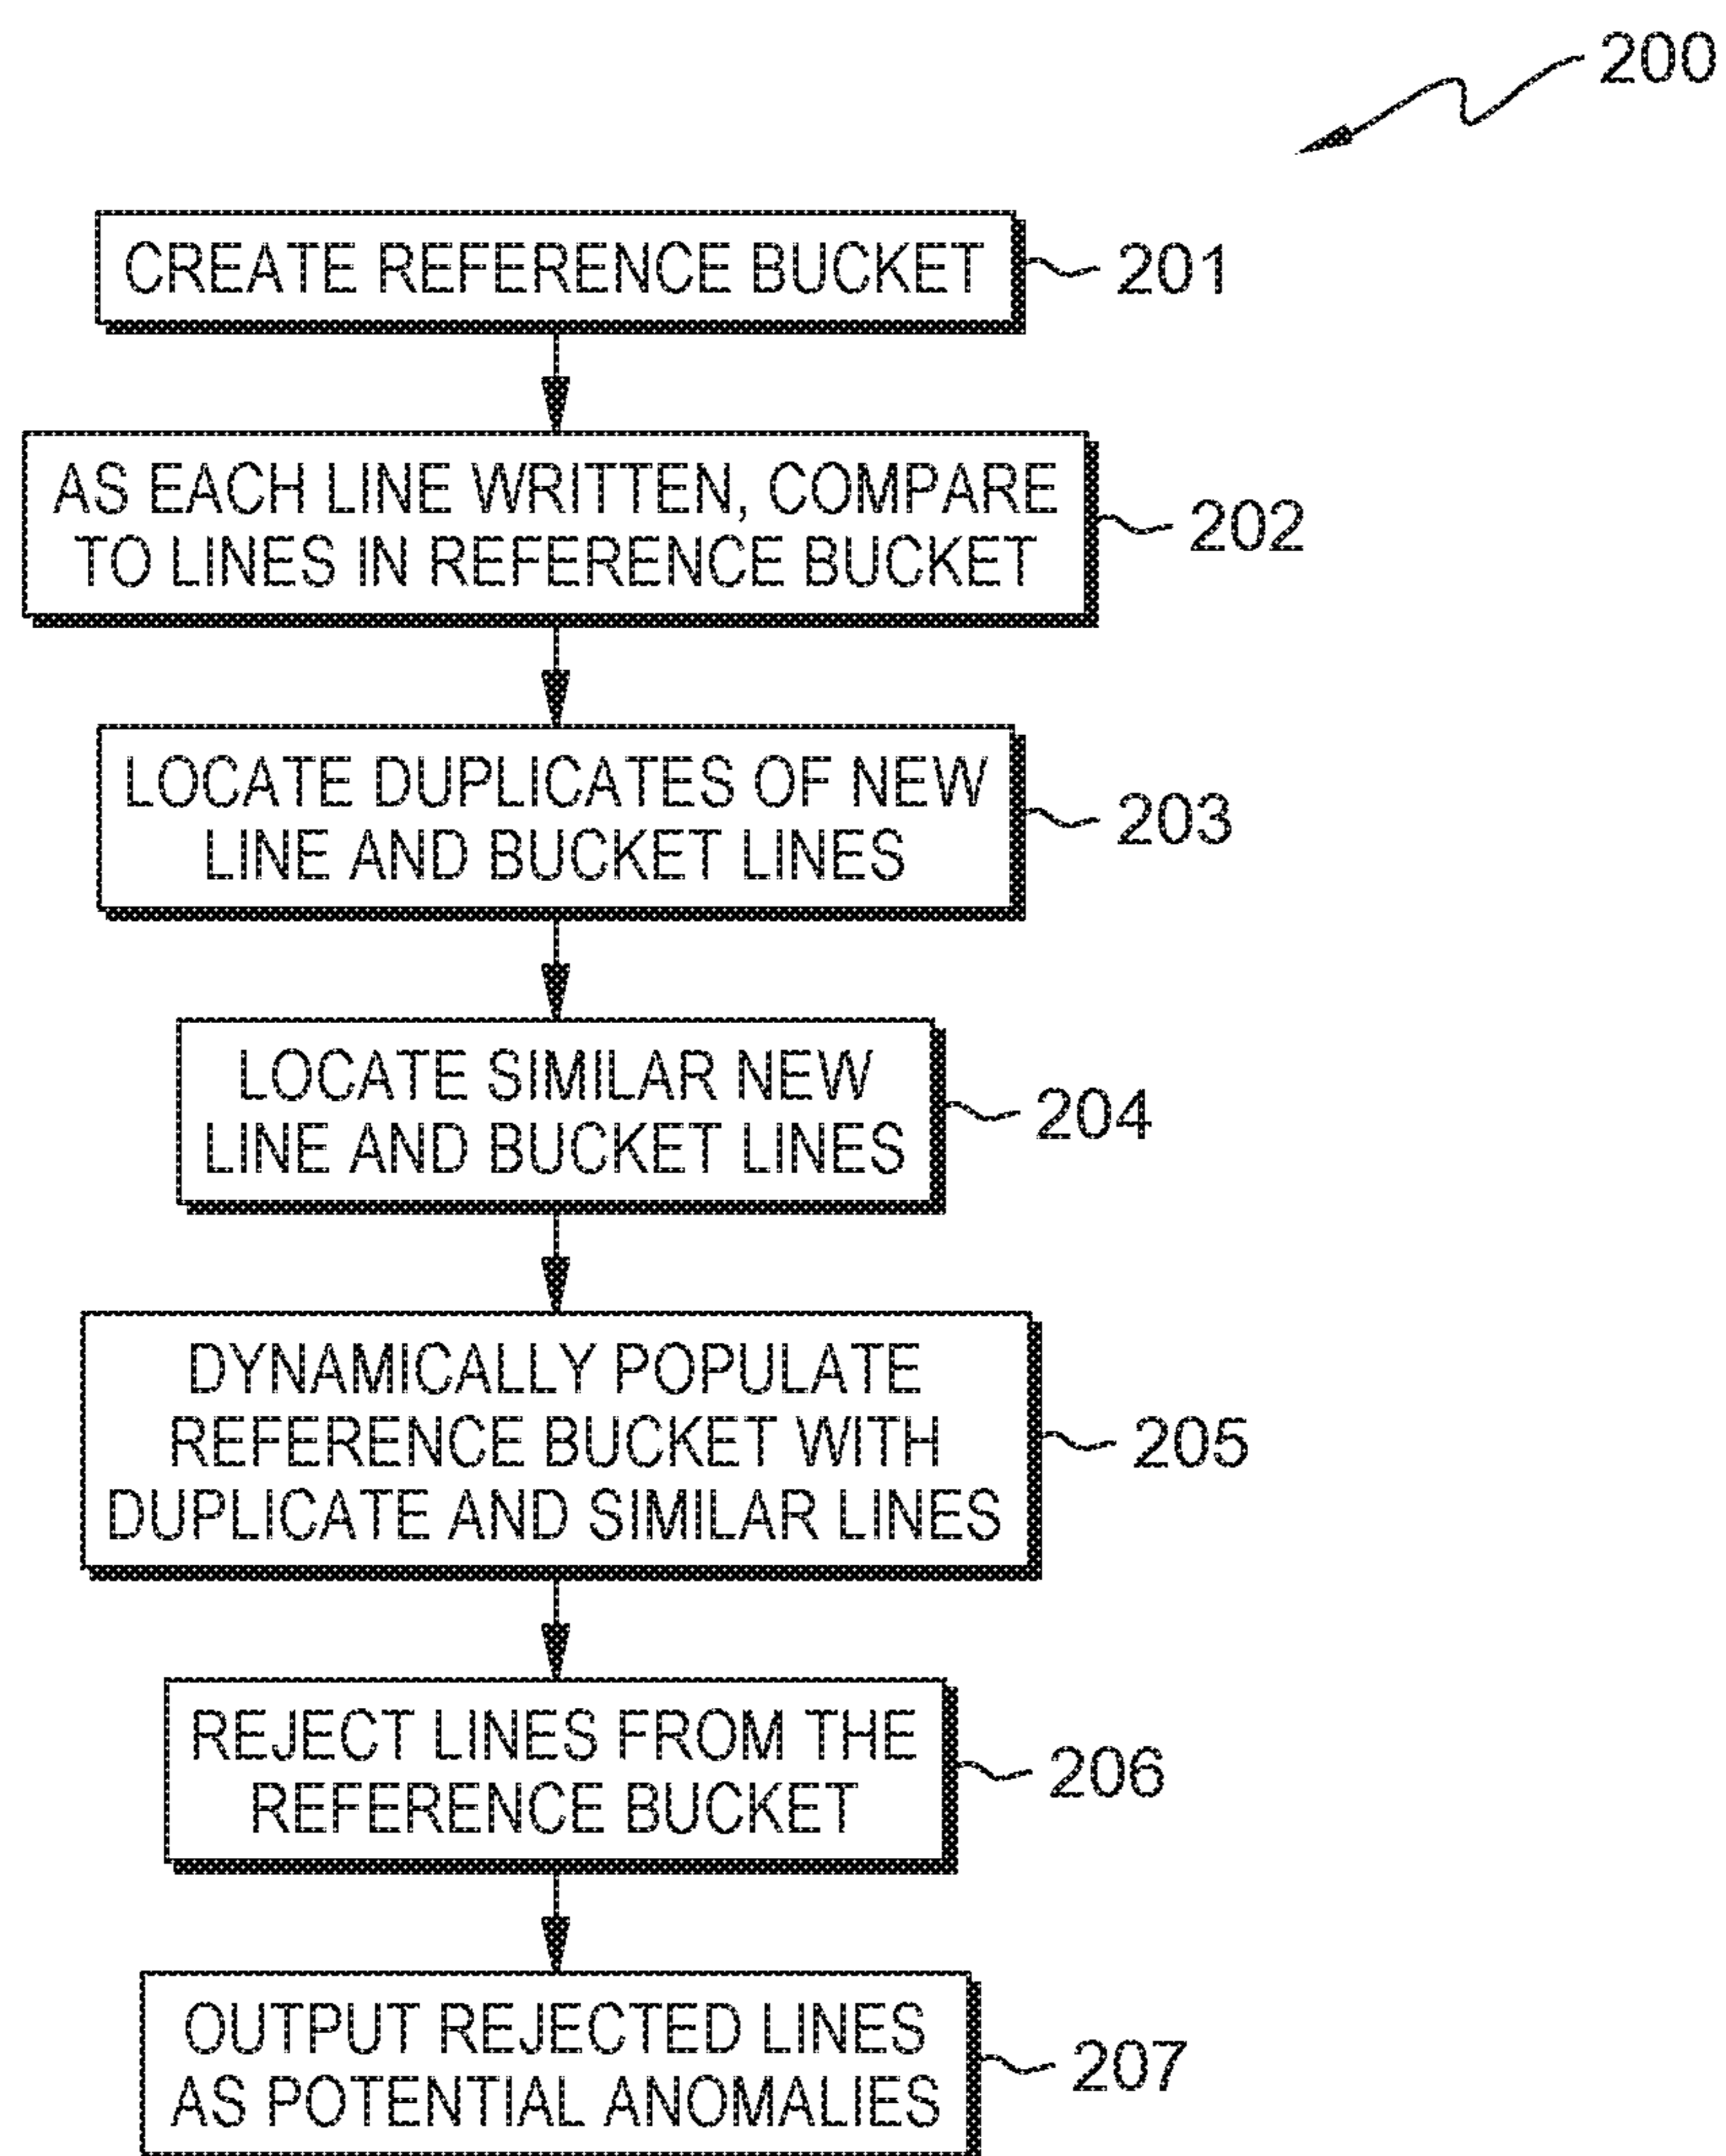 200
CREATE REFERENCE BUCKET
201
AS EACH LINE WRITTEN, COMPARE
TO LINES IN REFERENCE BUCKET
202
LOCATE DUPLICATES OF NEW
LINE AND BUCKET LINES
203
LOCATE SIMILAR NEW
LINE AND BUCKET LINES
204
DYNAMICALLY POPULATE
REFERENCE BUCKET WITH
DUPLICATE AND SIMILAR LINES
205
REJECT LINES FROM THE
REFERENCE BUCKET
206
OUTPUT REJECTED LINES
AS POTENTIAL ANOMALIES
207